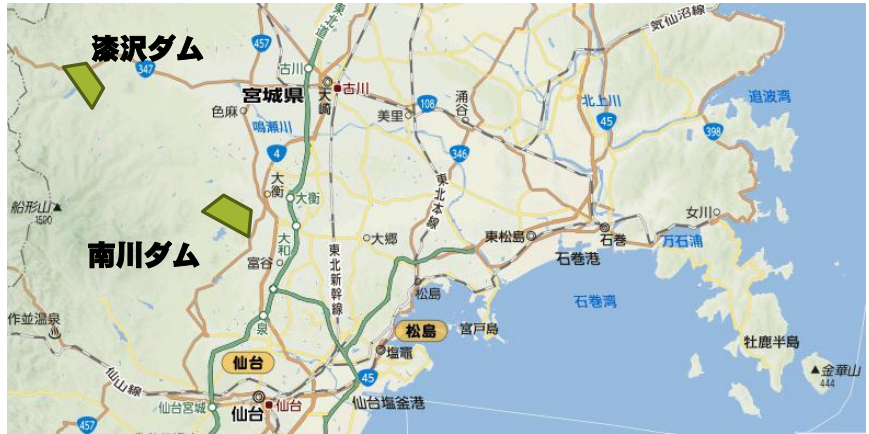 漆沢ダム
457
東北道
気仙沼線
347
古川
宮城県
大崎
古川
色麻
鳴瀬川
108
涌谷
美里
北上川
45
追波湾
4
346
398
大衡
大衡
船形山
1500
東北本線
女川
大郷
東松島
石巻
万石浦
南川ダム
大和
富谷
東北新幹線
石巻港
松島
石巻湾
作並温泉
泉
松島
宮戸島
牡鹿半島
塩竈
仙台
金華山
444
仙山線
45
仙台宮城
仙台
仙台
仙台塩釜港
457